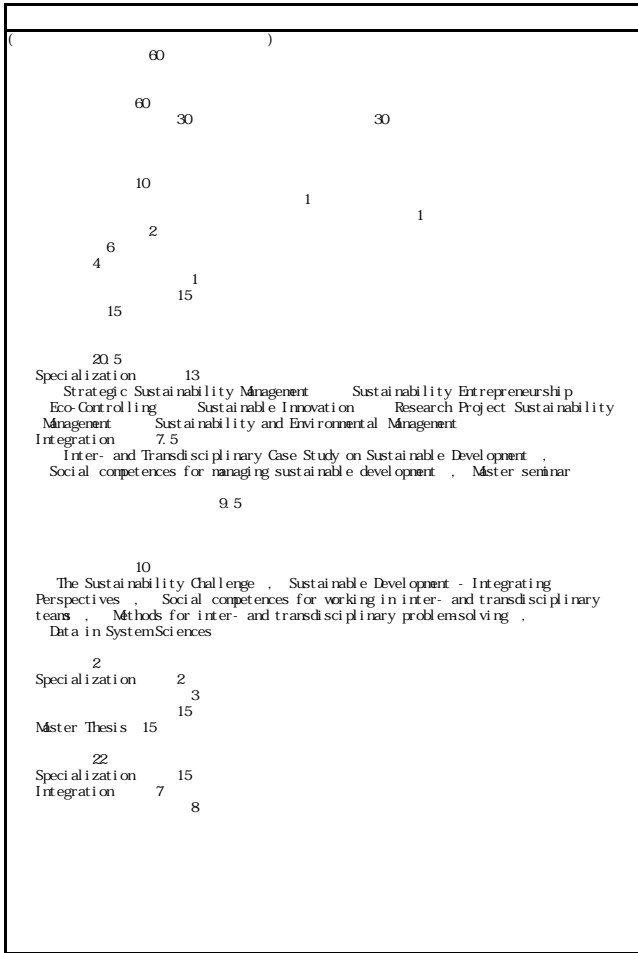 ( )
60
60
30 30
10
1
1
2
6
4
1
15
15
20.5
Specialization 13
Strategic Sustainability Management Sustainability Entrepreneurship
Eco-Controlling Sustainable Innovation Research Project Sustainability
Management Sustainability and Environmental Management
Integration 7.5
Inter- and Transdisciplinary Case Study on Sustainable Development ,
Social competences for managing sustainable development , Master seminar
9.5
10
The Sustainability Challenge , Sustainable Development - Integrating
Perspectives , Social competences for working in inter- and transdisciplinary
teams , Methods for inter- and transdisciplinary problem-solving ,
Data in System Sciences
2
Specialization 2
3
15
Master Thesis 15
22
Specialization 15
Integration 7
8